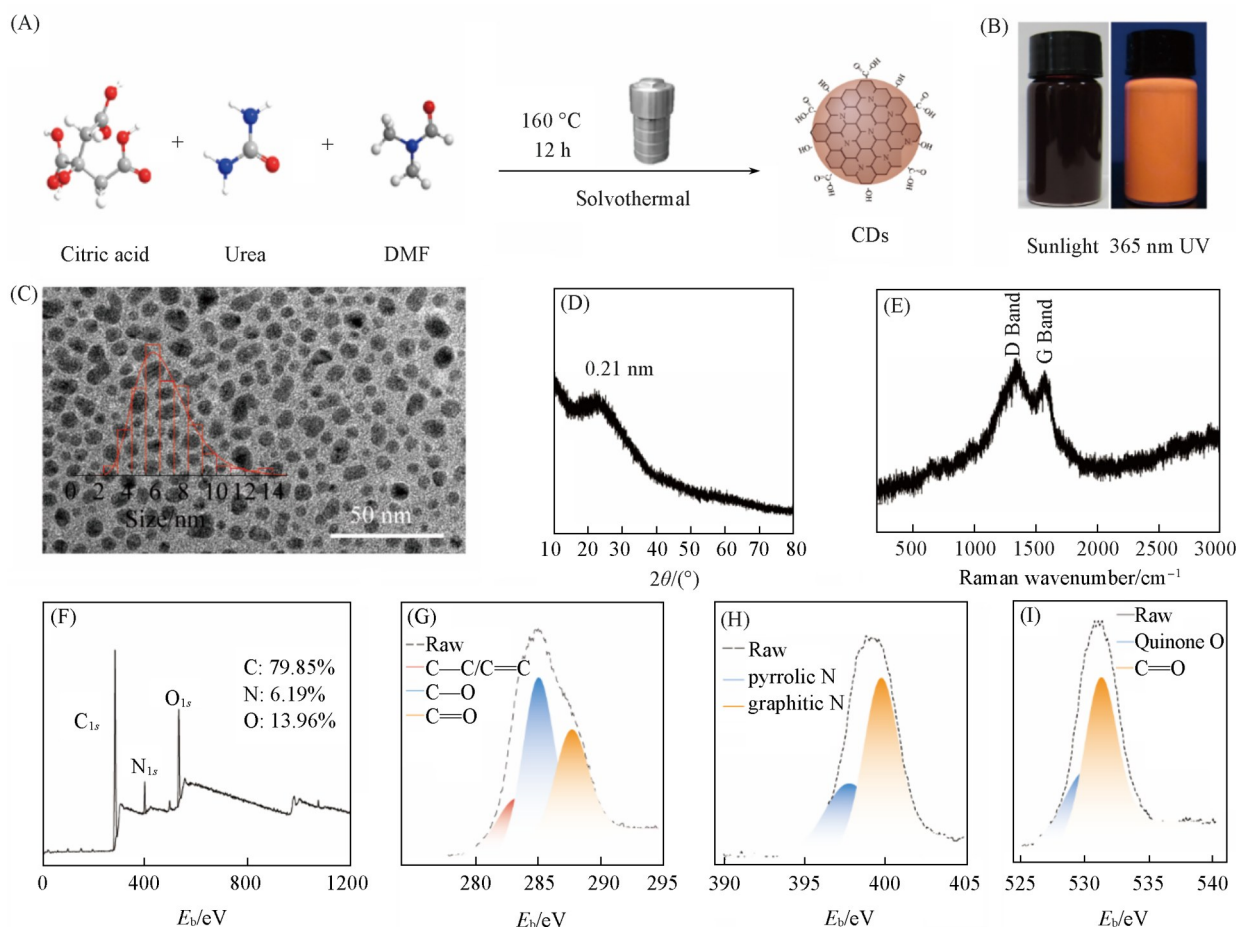 (A)
+
+
160 °C
12 h
Solvothermal
Citric acid
Urea
DMF
CDs
(B)
Sunlight 365 nm UV
(C)
0 2 4 6 8 10 12 14
Size/nm
50 nm
(D)
0.21 nm
10 20 30 40 50 60 70 80
2θ/(°)
(E)
D Band
G Band
500 1000 1500 2000 2500 3000
Raman wavenumber/cm⁻¹
(F)
C: 79.85%
N: 6.19%
O: 13.96%
C1s
N1s
O1s
0 400 800 1200
Eb/eV
(G)
Raw
C—C/C=C
C—O
C=O
280 285 290 295
Eb/eV
(H)
Raw
pyrrolic N
graphitic N
390 395 400 405
Eb/eV
(I)
Raw
Quinone O
C=O
525 530 535 540
Eb/eV